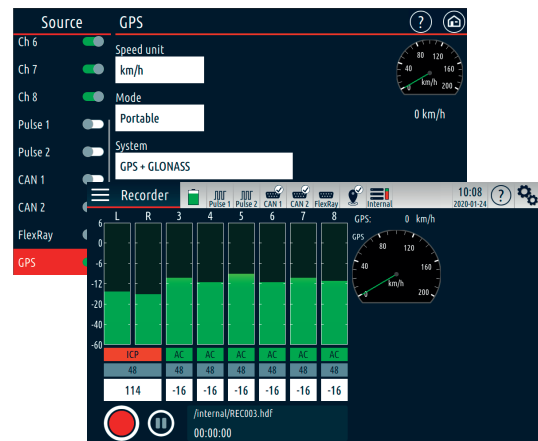 Source
GPS
?
Ch 6
Ch 7
Ch 8
Pulse 1
Pulse 2
CAN 1
CAN 2
FlexRay
GPS
Speed unit
km/h
Mode
Portable
System
GPS + GLONASS
40
80
120
160
200
km/h
0 km/h
Recorder
Pulse 1
Pulse 2
CAN 1
CAN 2
FlexRay
Internal
10:08
2020-01-24
?
L R 3 4 5 6 7 8
6
0
-6
-12
-20
-40
-60
ICP AC AC AC AC AC AC
48 48 48 48 48 48 48
114 -16 -16 -16 -16 -16 -16
GPS: 0 km/h
GPS
40
80
120
160
200
km/h
/internal/REC003.hdf
00:00:00